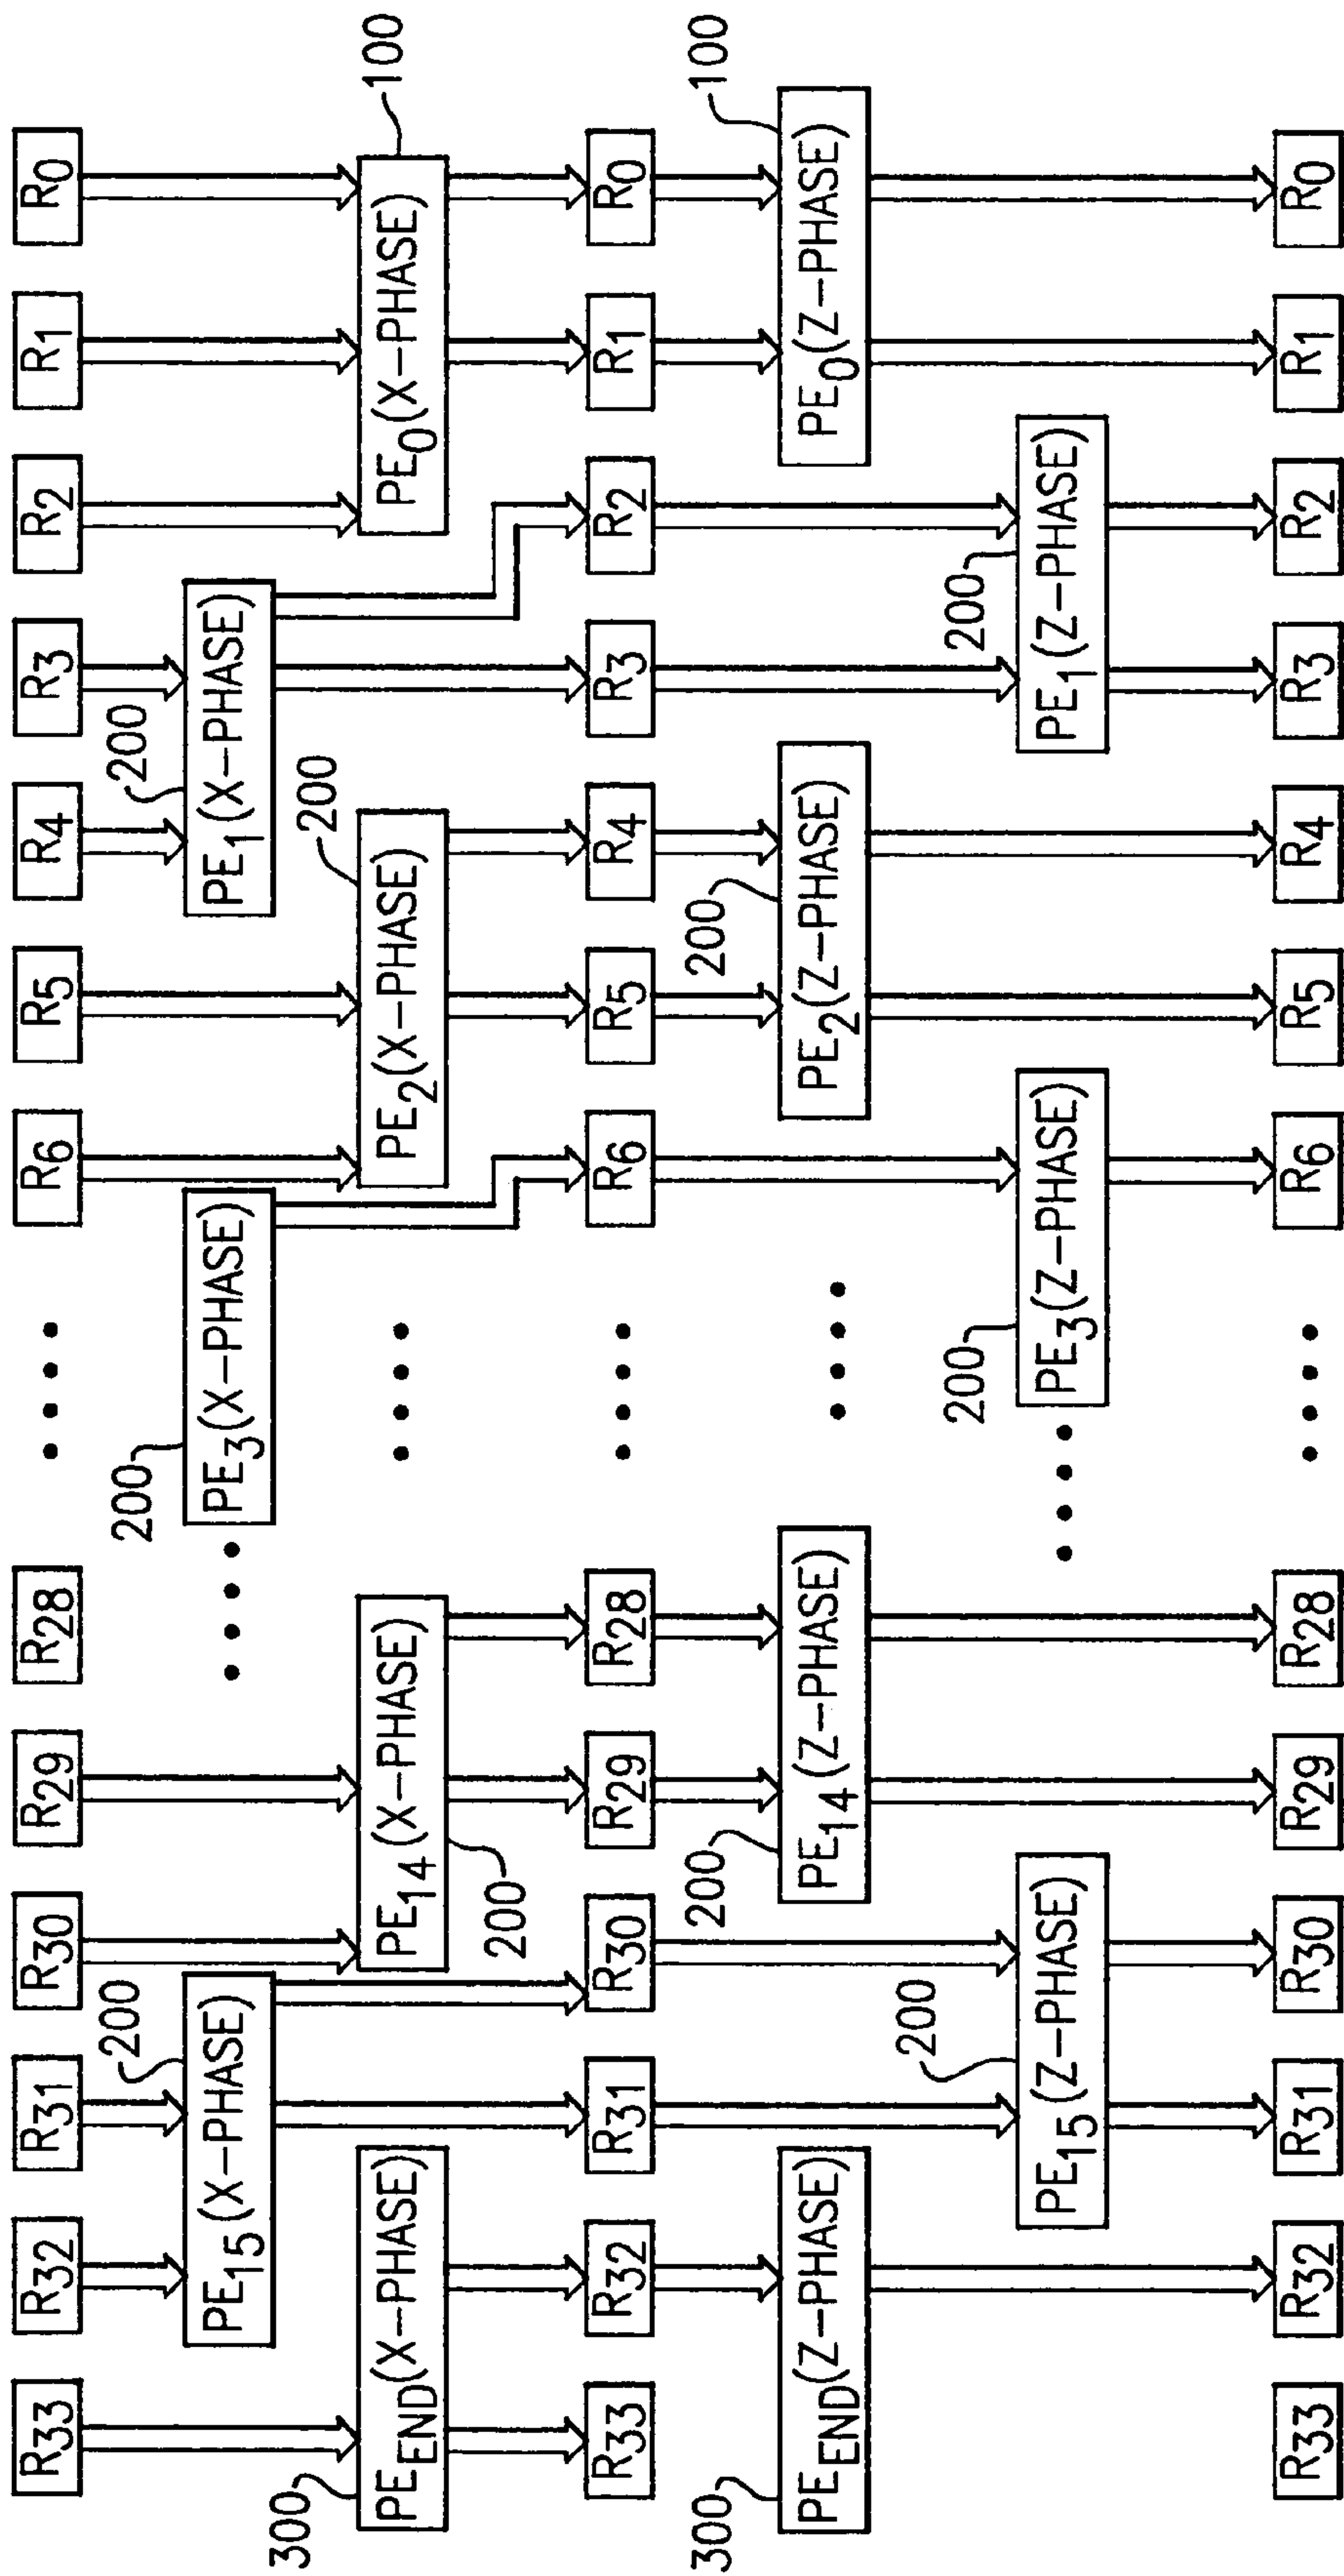 R33 R32 R31 R30 R29 R28 R6 R5 R4 R3 R2 R1 R0
200 200
PE15(X-PHASE) PE3(X-PHASE) PE1(X-PHASE)
200 200
300 PEEND(X-PHASE) PE14(X-PHASE) PE2(X-PHASE) PE0(X-PHASE) 100
200
R33 R32 R31 R30 R29 R28 R6 R5 R4 R3 R2 R1 R0
300 200 200 100
PEEND(Z-PHASE) PE14(Z-PHASE) PE2(Z-PHASE) PE0(Z-PHASE)
200 200 200
PE15(Z-PHASE) PE3(Z-PHASE) PE1(Z-PHASE)
R33 R32 R31 R30 R29 R28 R6 R5 R4 R3 R2 R1 R0